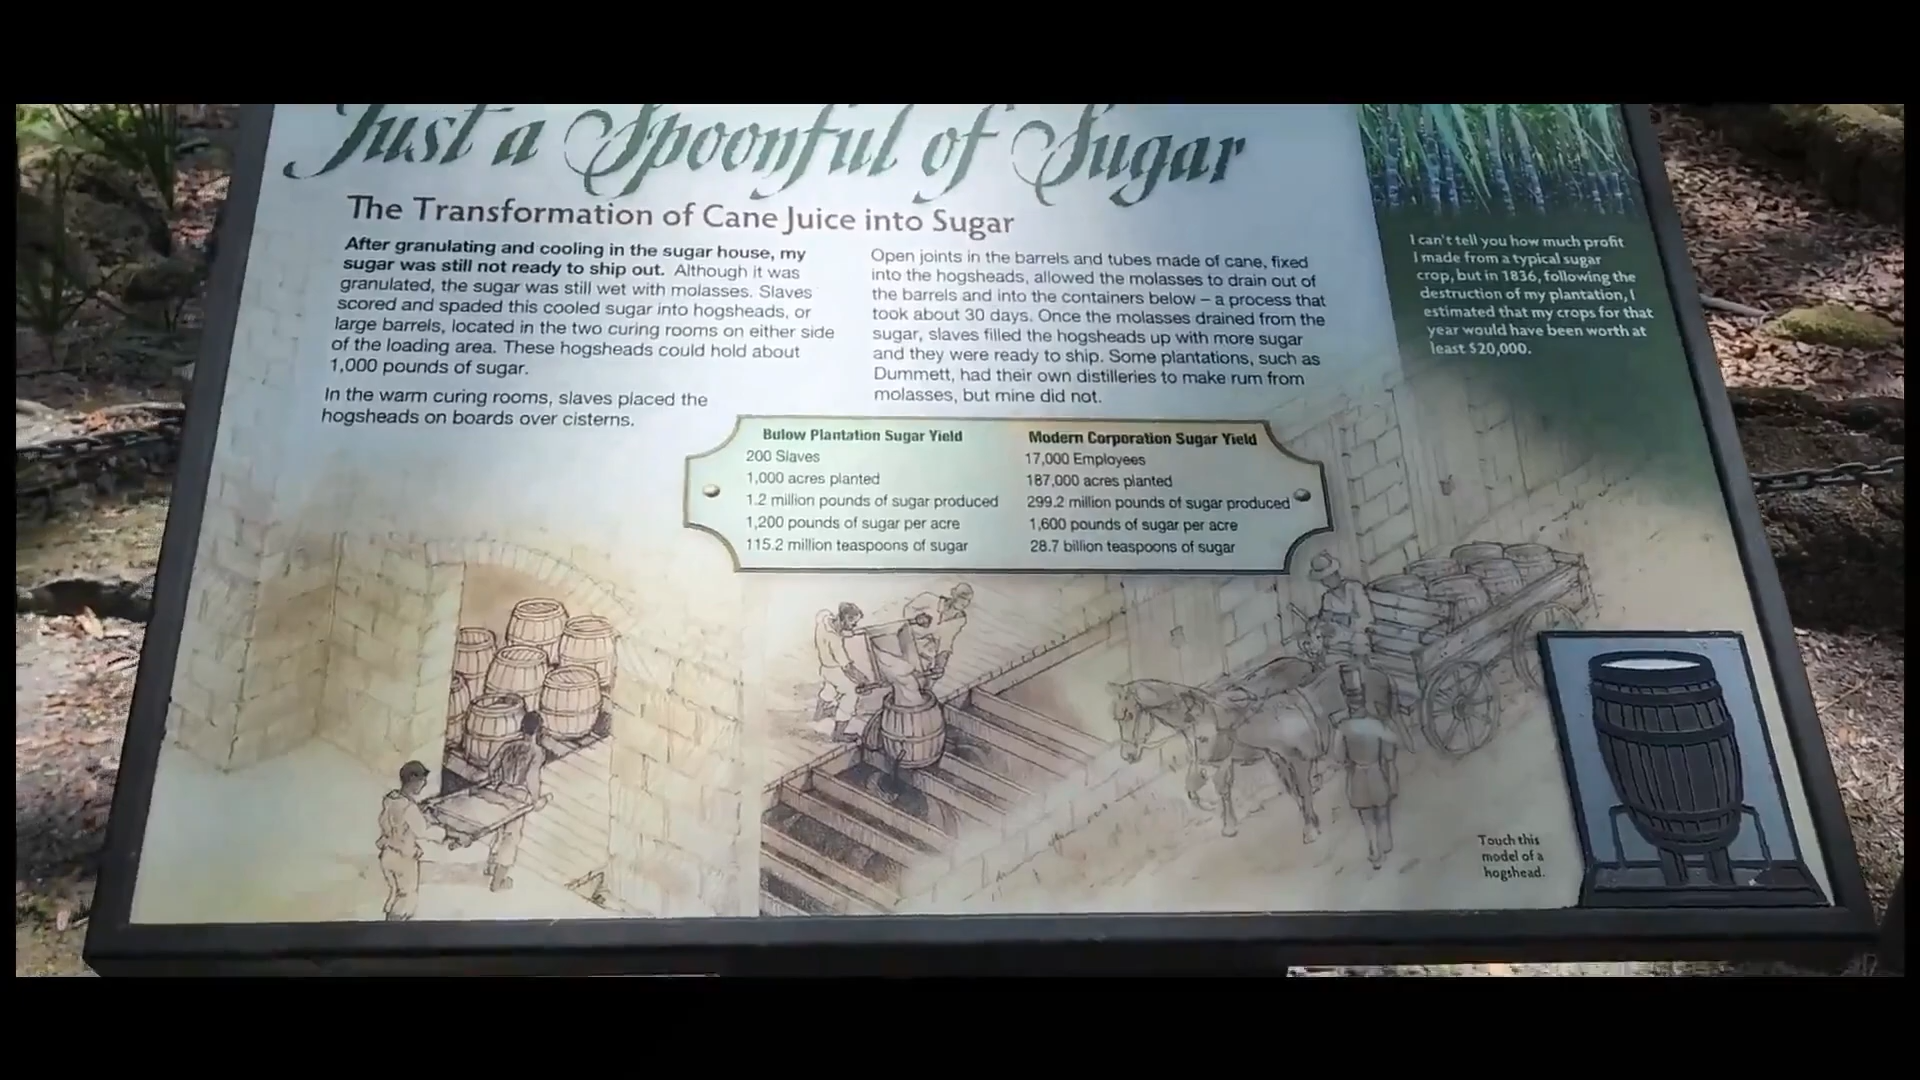 Just a Spoonful of Sugar
The Transformation of Cane Juice into Sugar
After granulating and cooling in the sugar house, my
sugar was still not ready to ship out. Although it was
granulated, the sugar was still wet with molasses. Slaves
scored and spaded this cooled sugar into hogsheads, or
large barrels, located in the two curing rooms on either side
of the loading area. These hogsheads could hold about
1,000 pounds of sugar.
In the warm curing rooms, slaves placed the
hogsheads on boards over cisterns.
Open joints in the barrels and tubes made of cane, fixed
into the hogsheads, allowed the molasses to drain out of
the barrels and into the containers below – a process that
took about 30 days. Once the molasses drained from the
sugar, slaves filled the hogsheads up with more sugar
and they were ready to ship. Some plantations, such as
Dummett, had their own distilleries to make rum from
molasses, but mine did not.
I can't tell you how much profit
I made from a typical sugar
crop, but in 1836, following the
destruction of my plantation, I
estimated that my crops for that
year would have been worth at
least $20,000.
Bulow Plantation Sugar Yield
200 Slaves
1,000 acres planted
1.2 million pounds of sugar produced
1,200 pounds of sugar per acre
115.2 million teaspoons of sugar
Modern Corporation Sugar Yield
17,000 Employees
187,000 acres planted
299.2 million pounds of sugar produced
1,600 pounds of sugar per acre
28.7 billion teaspoons of sugar
Touch this
model of a
hogshead.